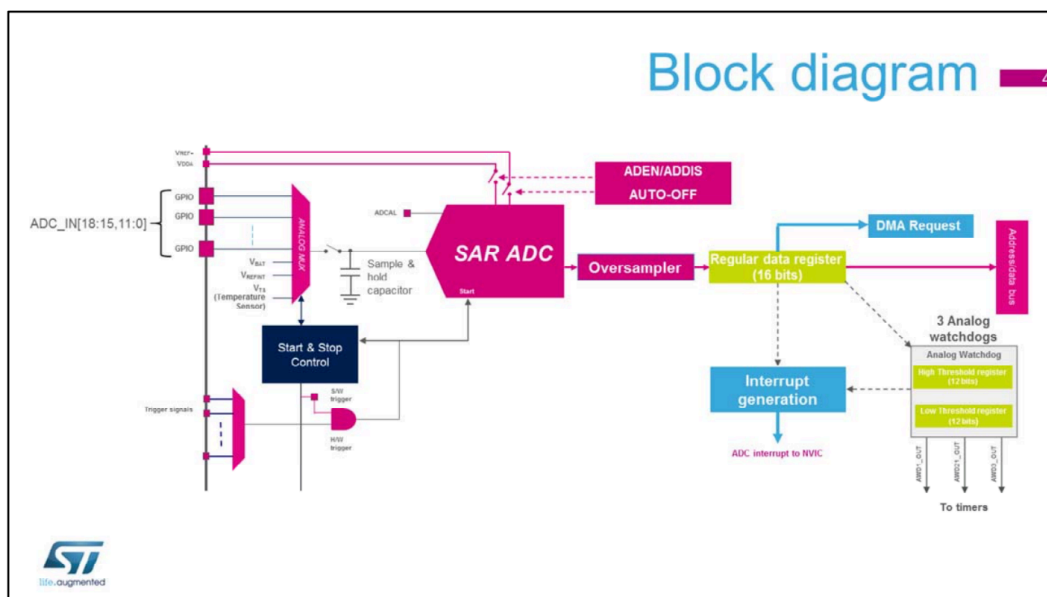 Block diagram
4
VREF+
VDDA
ADEN/ADDIS
AUTO-OFF
ADC_IN[18:15,11:0]
GPIO
GPIO
GPIO
ANALOG MUX
ADCAL
SAR ADC
Start
VBAT
VREFINT
VTS
(Temperature
Sensor)
Sample &
hold
capacitor
Oversampler
Regular data register
(16 bits)
DMA Request
Address/data bus
Start & Stop
Control
Interrupt
generation
ADC interrupt to NVIC
3 Analog
watchdogs
Analog Watchdog
High Threshold register
(12 bits)
Low Threshold register
(12 bits)
AWD1_OUT
AWD21_OUT
AWD3_OUT
To timers
Trigger signals
S/W
trigger
H/W
trigger
ST
life.augmented